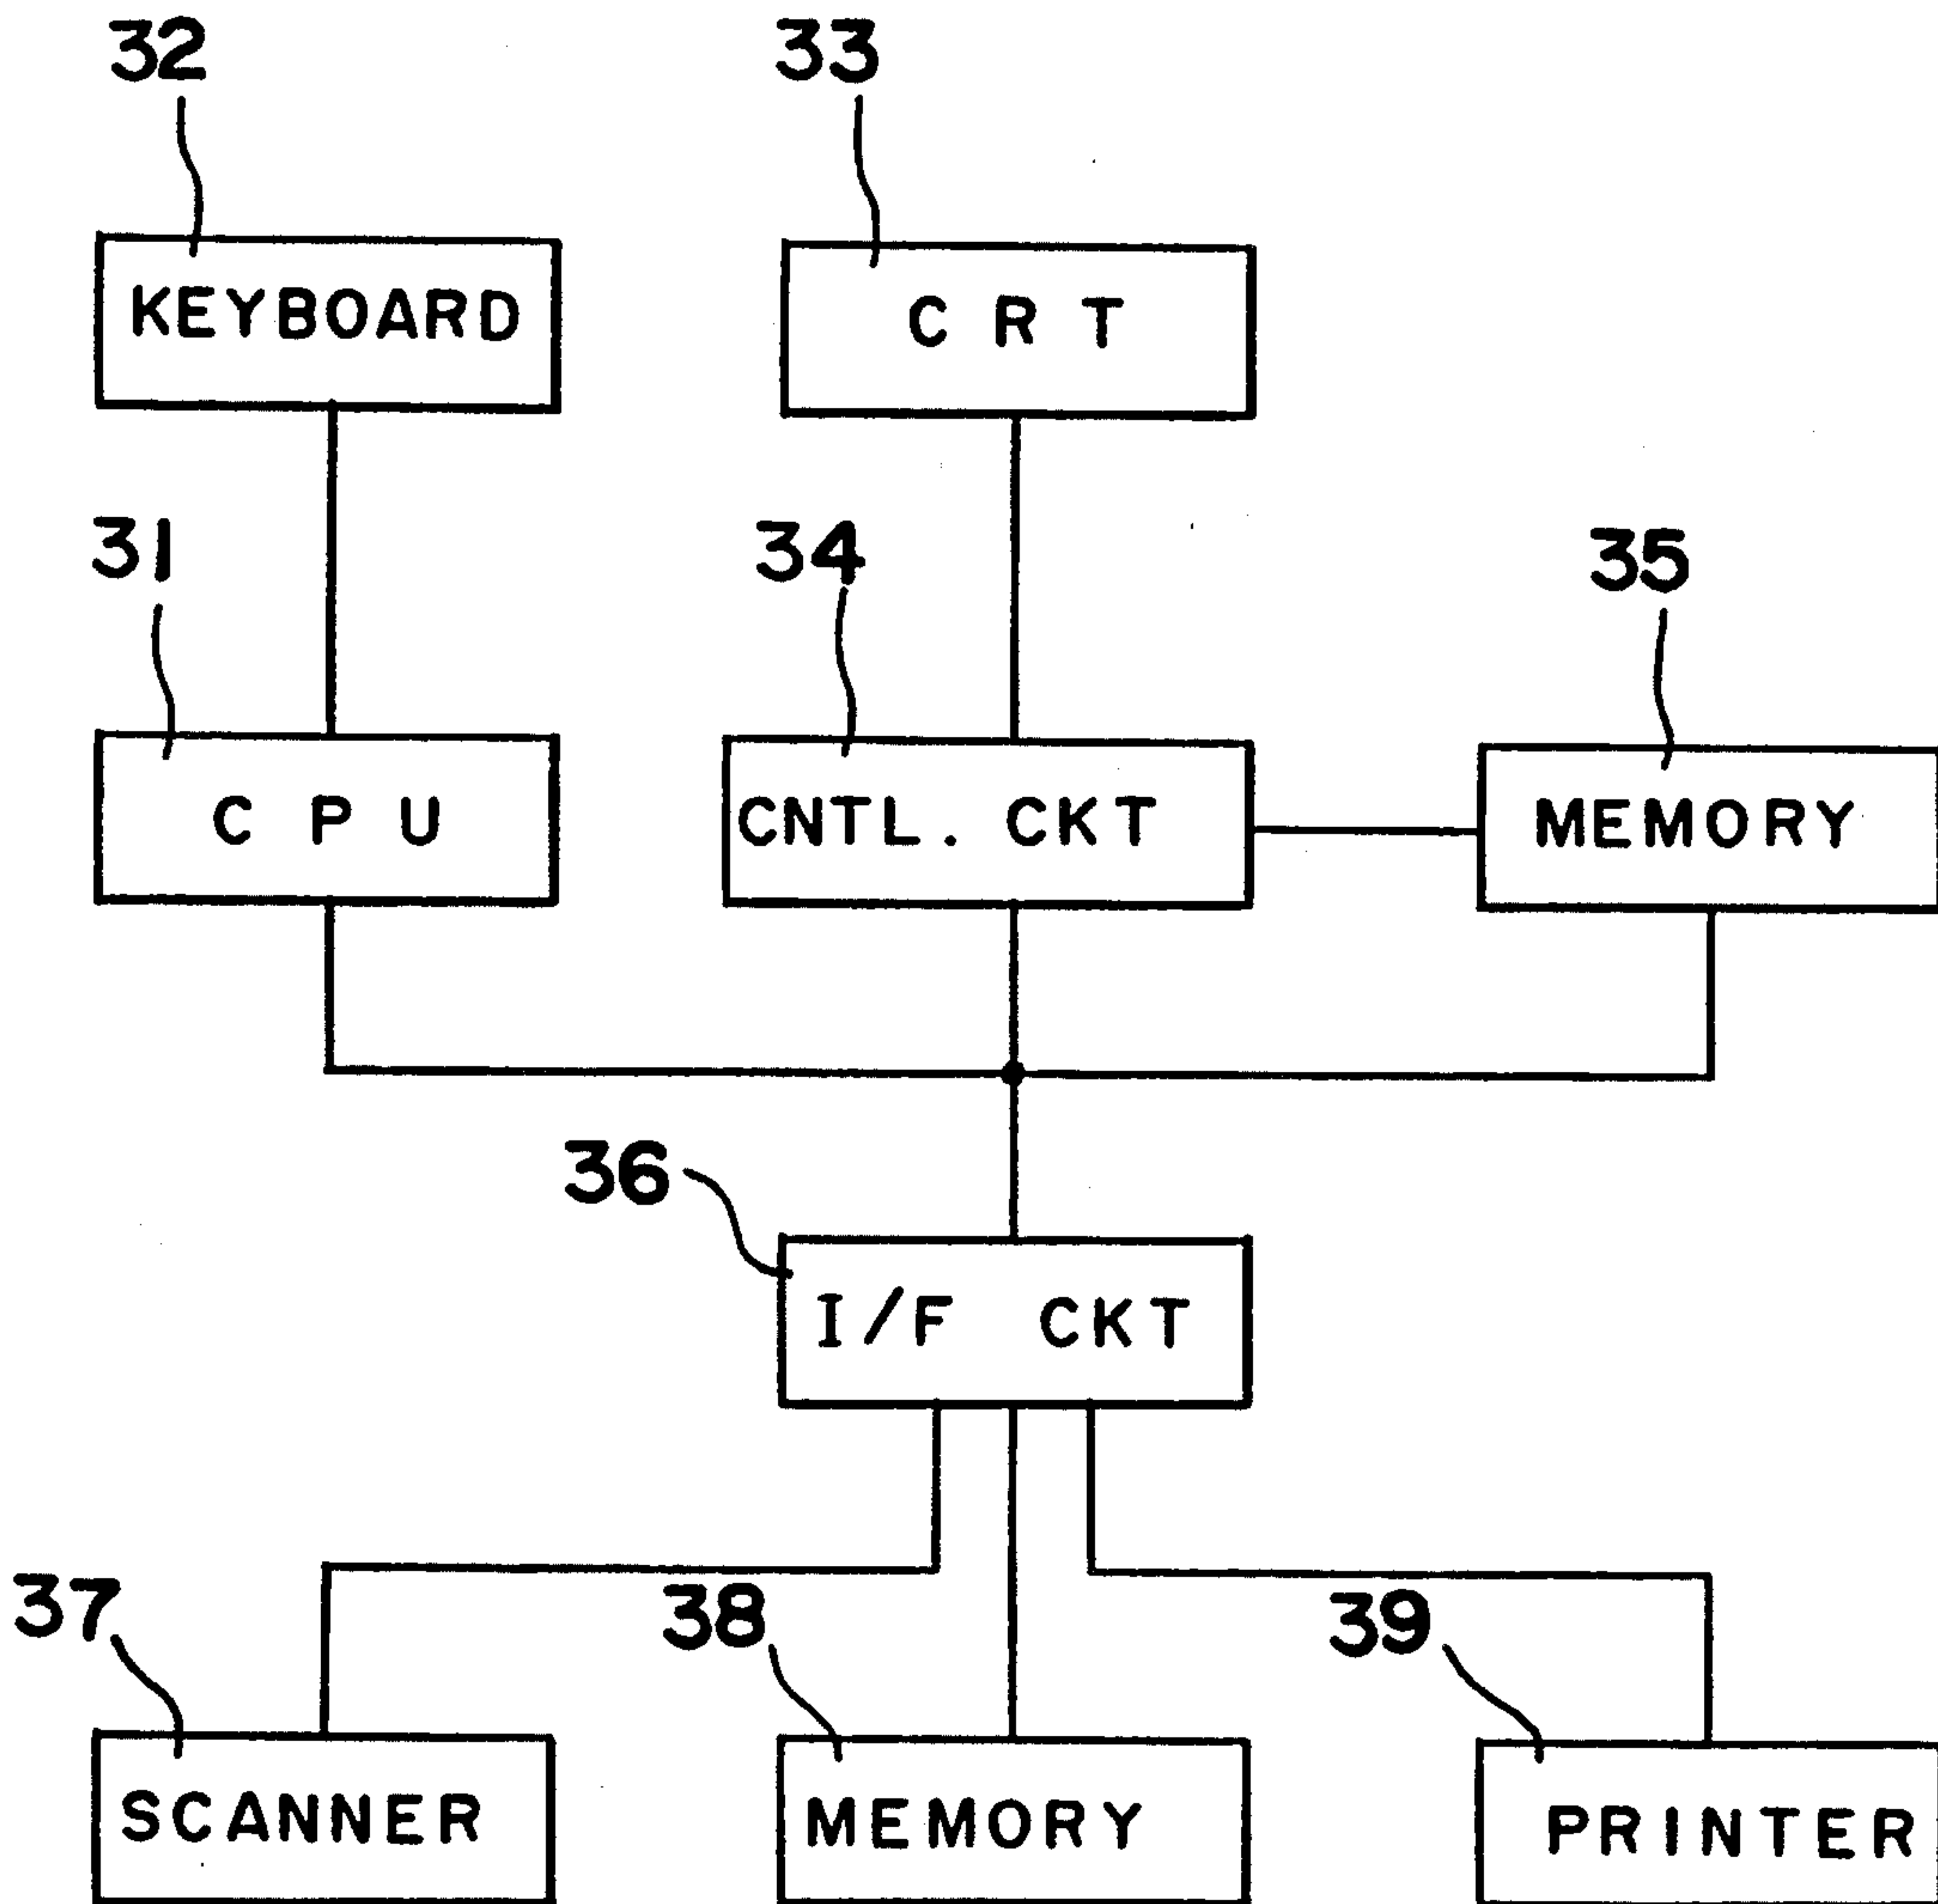 32
33
KEYBOARD
C R T
31
34
35
C P U
CNTL. CKT
MEMORY
36
I/F CKT
37
38
39
SCANNER
MEMORY
PRINTER